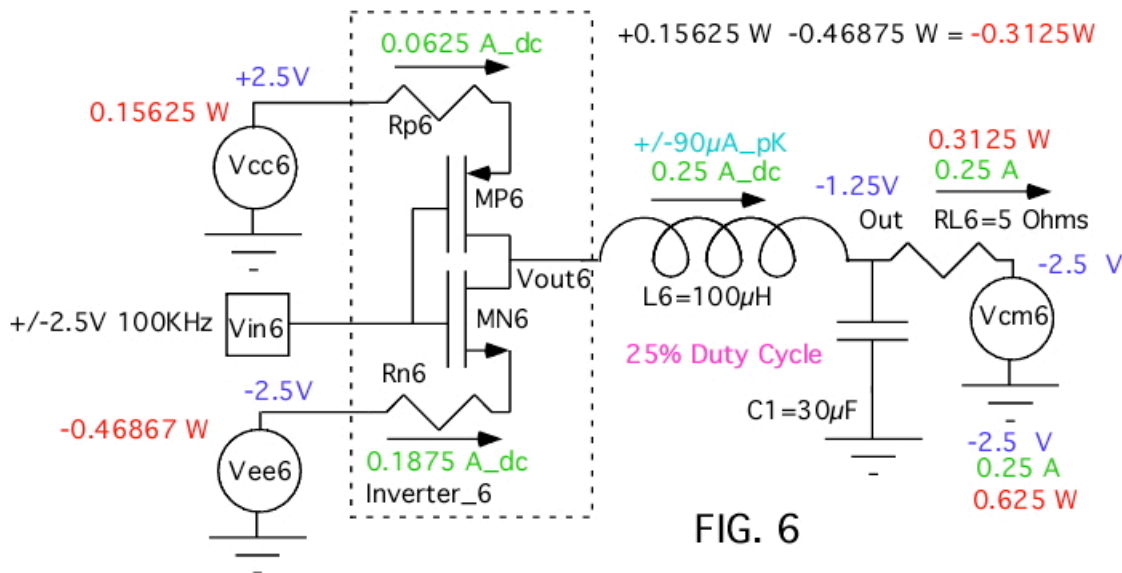 0.0625 A_dc
+0.15625 W -0.46875 W = -0.3125W
+2.5V
0.15625 W
Rp6
Vcc6
MP6
+/-90µA_pK
0.25 A_dc
0.3125 W
0.25 A
-1.25V
Out
RL6=5 Ohms
Vout6
L6=100µH
-2.5 V
+/-2.5V 100KHz
Vin6
MN6
Vcm6
25% Duty Cycle
Rn6
-2.5V
C1=30µF
-0.46867 W
Vee6
0.1875 A_dc
Inverter_6
-2.5 V
0.25 A
0.625 W
FIG. 6